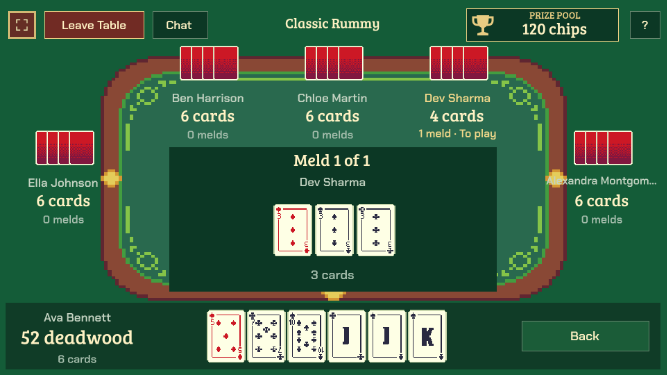 Leave Table
Chat
Classic Rummy
PRIZE POOL
120 chips
?
Ben Harrison
6 cards
0 melds
Chloe Martin
6 cards
0 melds
Dev Sharma
4 cards
1 meld · To play
Ella Johnson
6 cards
0 melds
Montgom...
6 cards
0 melds
Meld 1 of 1
Dev Sharma
3 cards
Ava Bennett
52 deadwood
6 cards
J
J
K
Back